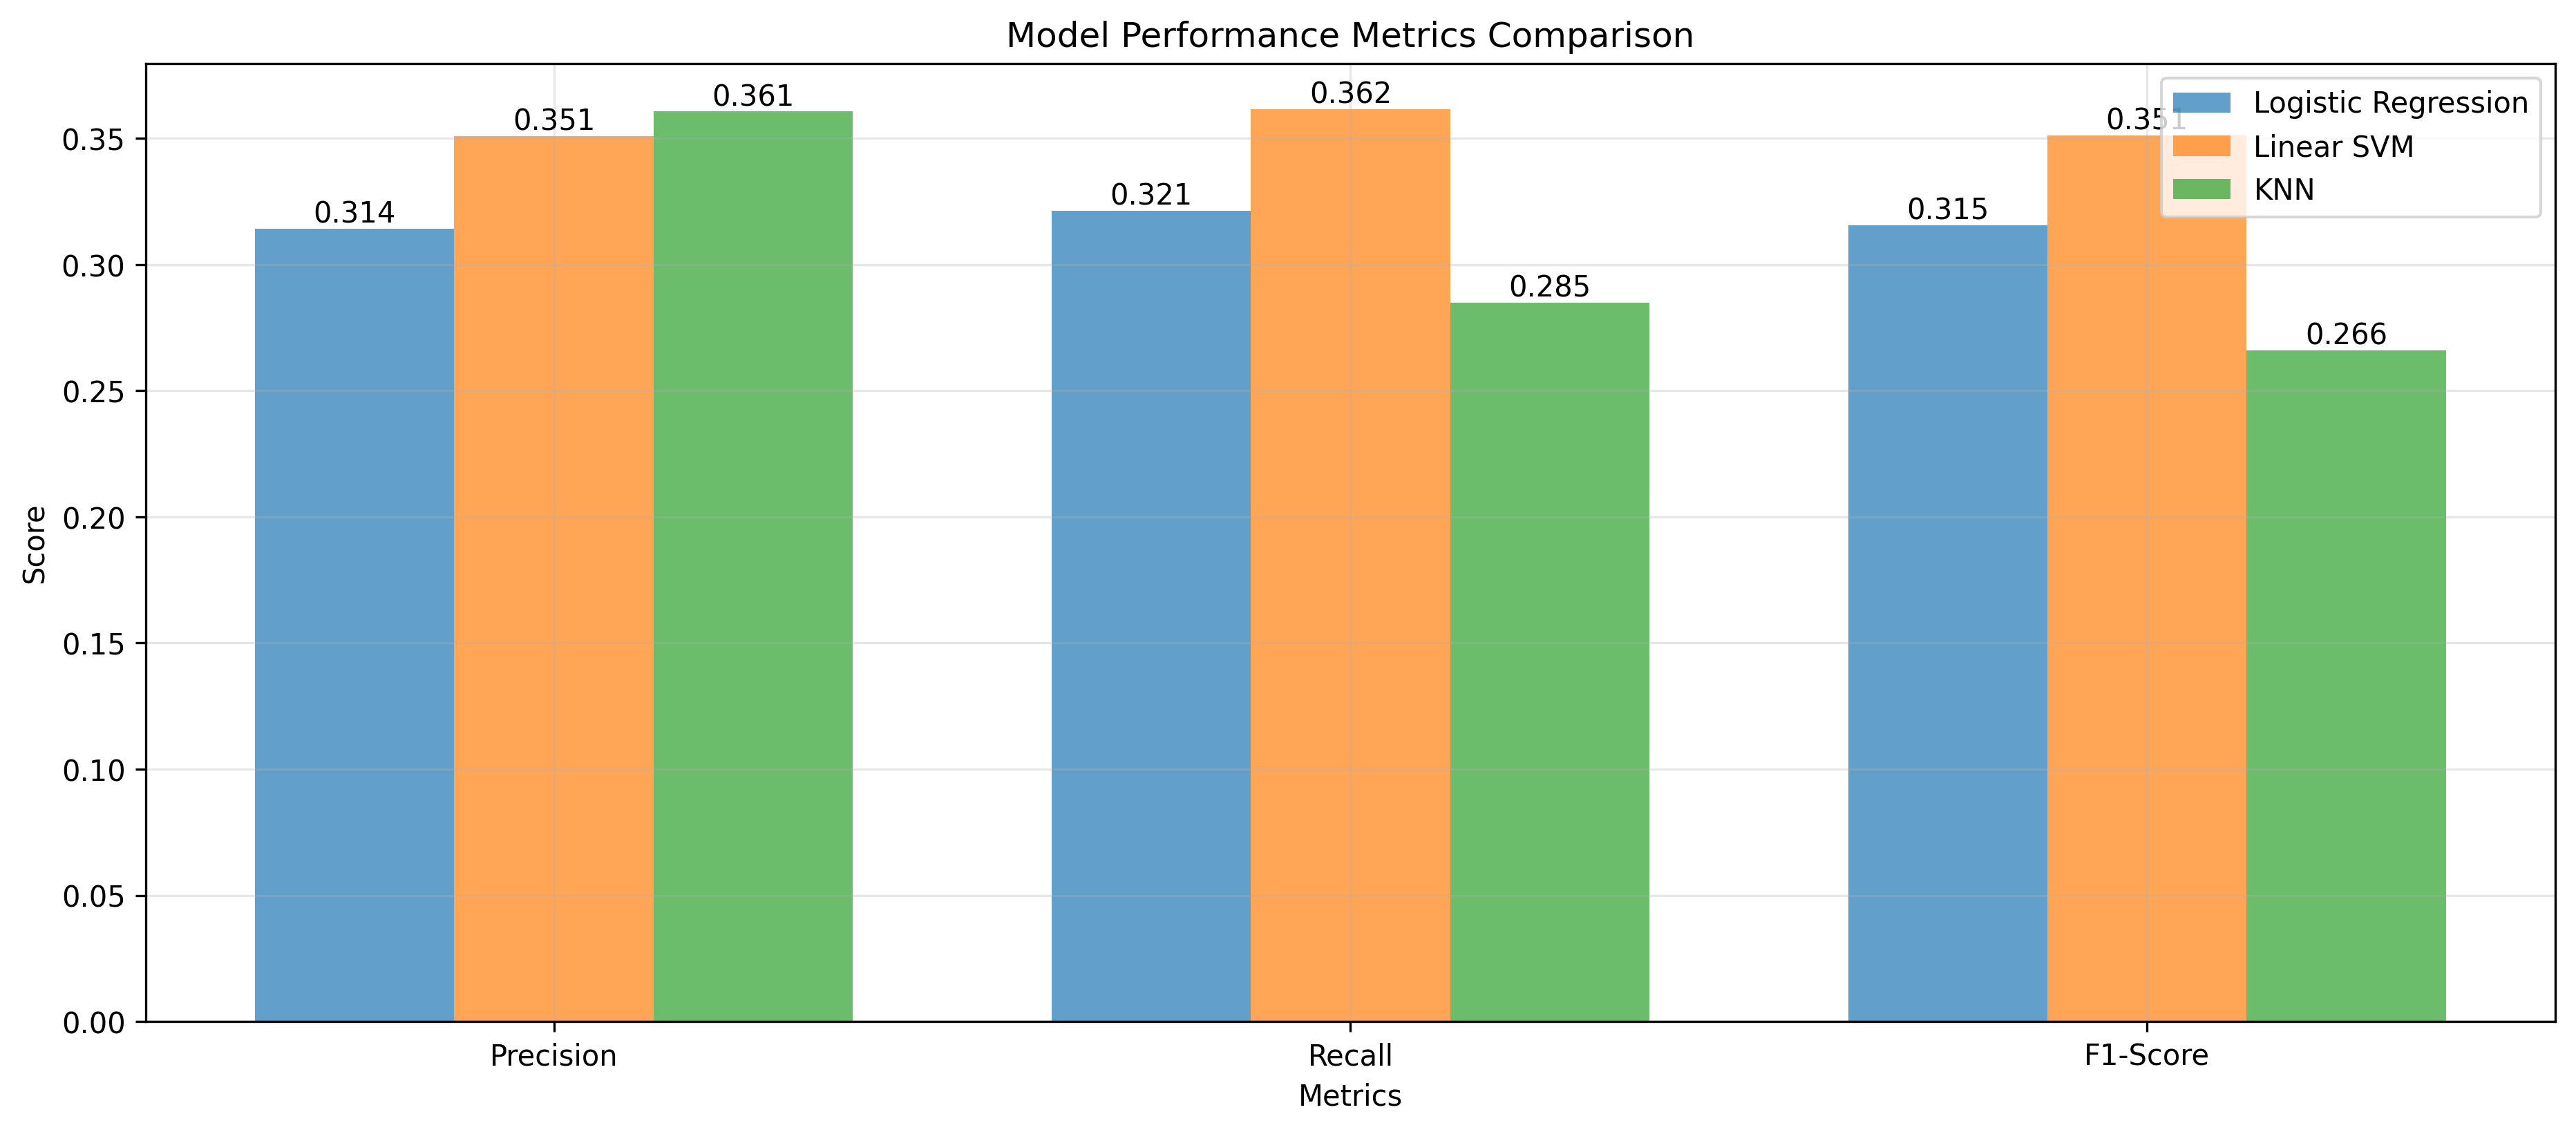 Model Performance Metrics Comparison
Logistic Regression
Linear SVM
KNN
0.314
0.351
0.361
0.321
0.362
0.285
0.315
0.351
0.266
Score
0.35
0.30
0.25
0.20
0.15
0.10
0.05
0.00
Precision
Recall
F1-Score
Metrics